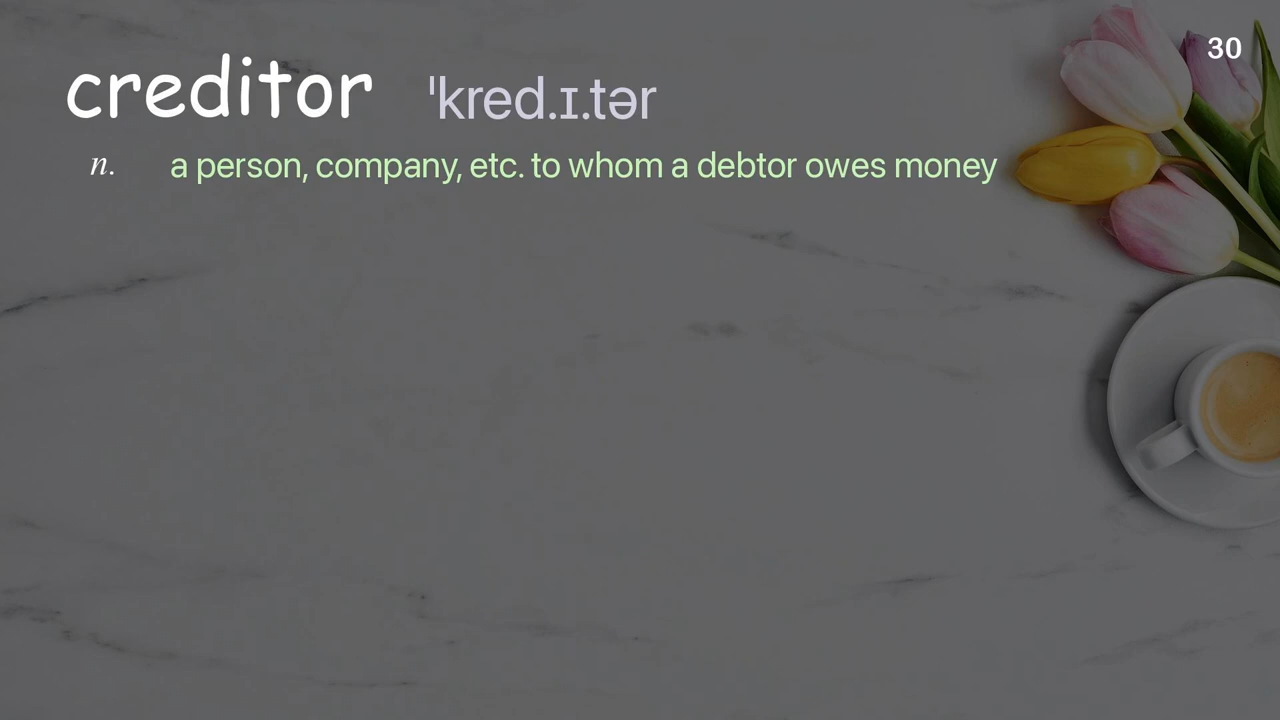 30
creditor ˈkred.ɪ.tər
n. a person, company, etc. to whom a debtor owes money